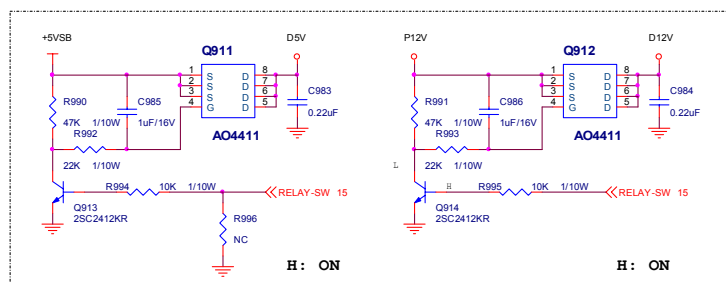 +5VSB
Q911
D5V
1
2
3
4
S
S
S
G
D
D
D
D
8
7
6
5
R990
47K 1/10W
C985
1uF/16V
C983
0.22uF
R992
22K 1/10W
AO4411
R994 10K 1/10W
RELAY-SW 15
Q913
2SC2412KR
R996
NC
H: ON
P12V
Q912
D12V
1
2
3
4
S
S
S
G
D
D
D
D
8
7
6
5
R991
47K 1/10W
C986
1uF/16V
C984
0.22uF
R993
22K 1/10W
AO4411
L
H
R995 10K 1/10W
RELAY-SW 15
Q914
2SC2412KR
H: ON